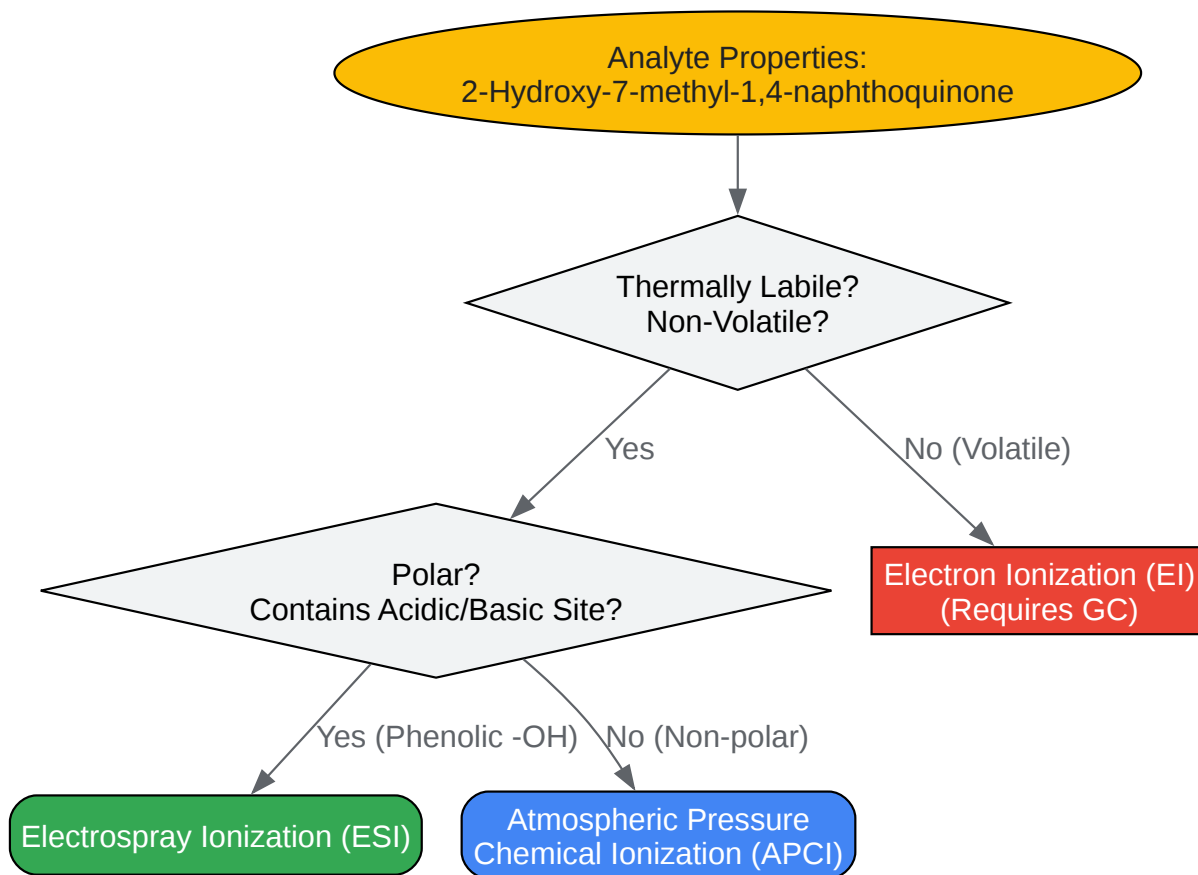 Analyte Properties:
2-Hydroxy-7-methyl-1,4-naphthoquinone
Thermally Labile?
Non-Volatile?
Yes
No (Volatile)
Polar?
Contains Acidic/Basic Site?
Electron Ionization (EI)
(Requires GC)
Yes (Phenolic -OH)
No (Non-polar)
Electrospray Ionization (ESI)
Atmospheric Pressure
Chemical Ionization (APCI)